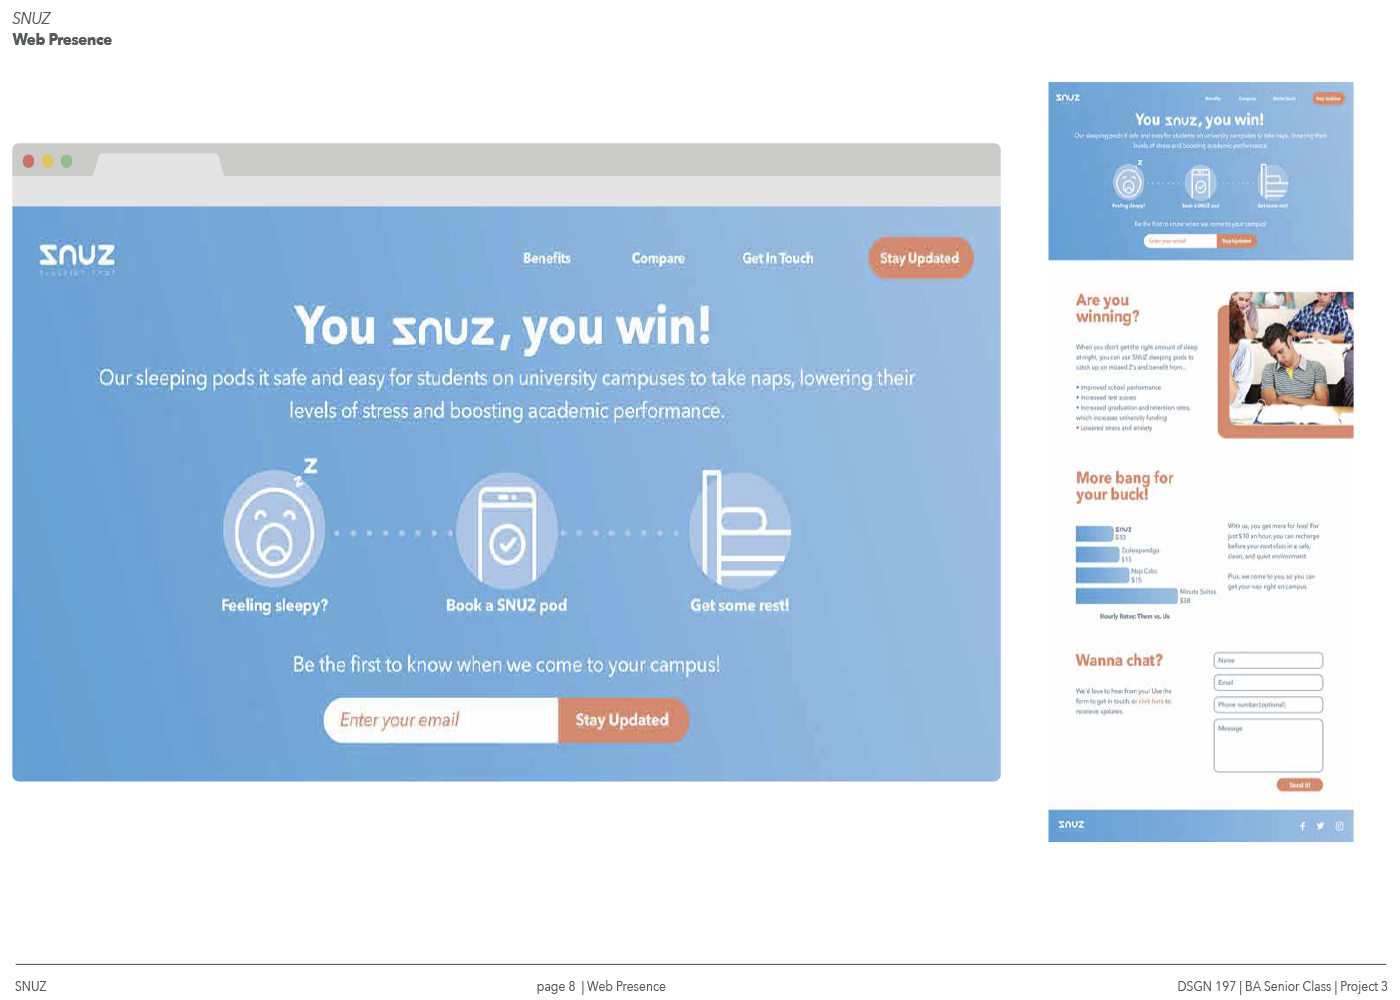 SNUZ
Web Presence
snuz
Benefits
Compare
Get In Touch
Stay Updated
You snuz, you win!
Our sleeping pods it safe and easy for students on university campuses to take naps, lowering their
levels of stress and boosting academic performance.
z
z
Feeling sleepy?
Book a SNUZ pod
Get some rest!
Be the first to know when we come to your campus!
Enter your email
Stay Updated
snuz
Benefits
Compare
Get In Touch
Stay Updated
You snuz, you win!
Our sleeping pods it safe and easy for students on university campuses to take naps, lowering their
levels of stress and boosting academic performance.
z
Feeling sleepy?
Book a SNUZ pod
Get some rest!
Be the first to know when we come to your campus!
Enter your email
Stay Updated
Are you
winning?
When you don't get the right amount of sleep
at night, you can use SNUZ sleeping pods to
catch up on missed Z's and benefit from...
• Improved school performance
• Increased test scores
• Increased graduation and retention rates,
which increases university funding
• Lowered stress and anxiety
More bang for
your buck!
snuz
$10
$15
Nap Cabs
$15
Minute Suites
$38
Hourly Rates: Them vs. Us
With us, you get more for less! For
just $10 an hour, you can recharge
before your next class in a safe,
clean, and quiet environment.
Plus, we come to you, so you can
get your nap right on campus
Wanna chat?
We'd love to hear from you! Use the
form to get in touch, or click here to
receieve updates.
Name
Email
Phone number (optional)
Message
Send it!
snuz
SNUZ
page 8 | Web Presence
DSGN 197 | BA Senior Class | Project 3